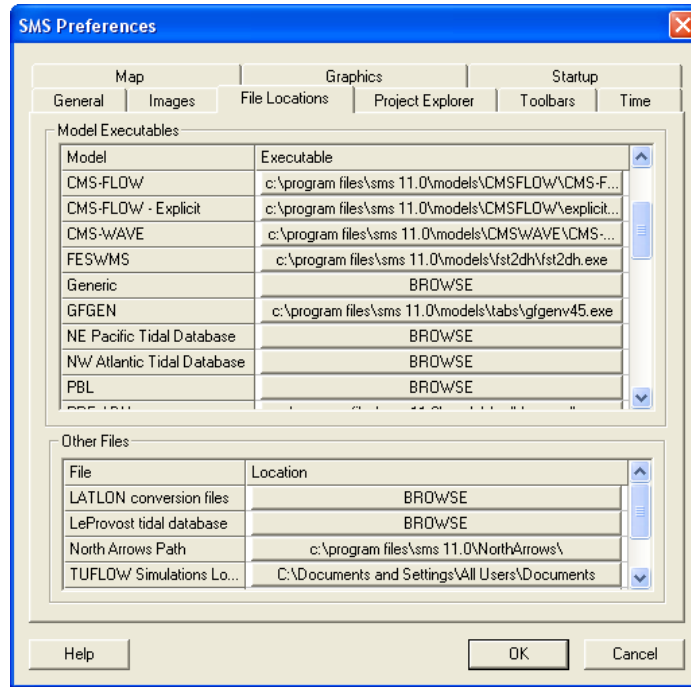 SMS Preferences
Map Graphics Startup
General Images File Locations Project Explorer Toolbars Time
Model Executables
Model Executable
CMS-FLOW c:\program files\sms 11.0\models\CMSFLOW\CMS-F...
CMS-FLOW - Explicit c:\program files\sms 11.0\models\CMSFLOW\explicit...
CMS-WAVE c:\program files\sms 11.0\models\CMSWAVE\CMS-...
FESWMS c:\program files\sms 11.0\models\fst2dh\fst2dh.exe
Generic BROWSE
GFGEN c:\program files\sms 11.0\models\tabs\gfgenv45.exe
NE Pacific Tidal Database BROWSE
NW Atlantic Tidal Database BROWSE
PBL BROWSE
Other Files
File Location
LATLON conversion files BROWSE
LeProvost tidal database BROWSE
North Arrows Path c:\program files\sms 11.0\NorthArrows\
TUFLOW Simulations Lo... C:\Documents and Settings\All Users\Documents
Help OK Cancel